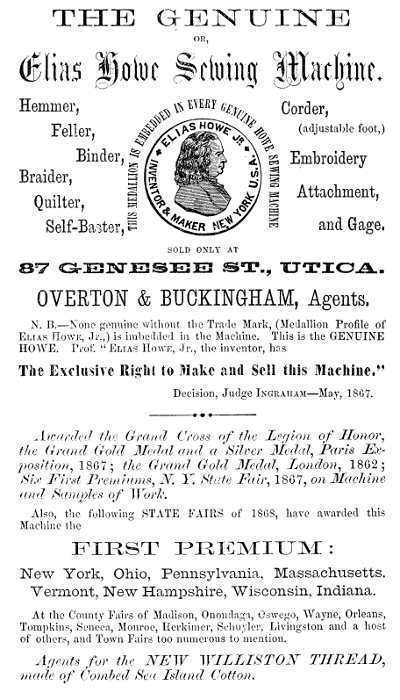 THE GENUINE
OR,
Elias Howe Sewing Machine.
Hemmer,
Feller,
Binder,
Braider,
Quilter,
Self-Baster,
THIS MEDALLION IS EMBEDDED IN EVERY GENUINE HOWE SEWING MACHINE
ELIAS HOWE JR.
INVENTOR & MAKER NEW YORK U.S.A.
Corder,
(adjustable foot,)
Embroidery
Attachment,
and Gage.
SOLD ONLY AT
87 GENESEE ST., UTICA.
OVERTON & BUCKINGHAM, Agents.
N. B.—None genuine without the Trade Mark, (Medallion Profile of
ELIAS HOWE, Jr.,) is imbedded in the Machine. This is the GENUINE
HOWE. Prof. "ELIAS HOWE, Jr., the inventor, has
The Exclusive Right to Make and Sell this Machine."
Decision, Judge INGRAHAM—May, 1867.
Awarded the Grand Cross of the Legion of Honor,
the Grand Gold Medal and a Silver Medal, Paris Ex-
position, 1867; the Grand Gold Medal, London, 1862;
Six First Premiums, N. Y. State Fair, 1867, on Machine
and Samples of Work.
Also, the following STATE FAIRS of 1868, have awarded this
Machine the
FIRST PREMIUM:
New York, Ohio, Pennsylvania, Massachusetts.
Vermont, New Hampshire, Wisconsin, Indiana.
At the County Fairs of Madison, Onondaga, Oswego, Wayne, Orleans,
Tompkins, Seneca, Monroe, Herkimer, Schuyler, Livingston and a host
of others, and Town Fairs too numerous to mention.
Agents for the NEW WILLISTON THREAD,
made of Combed Sea Island Cotton.